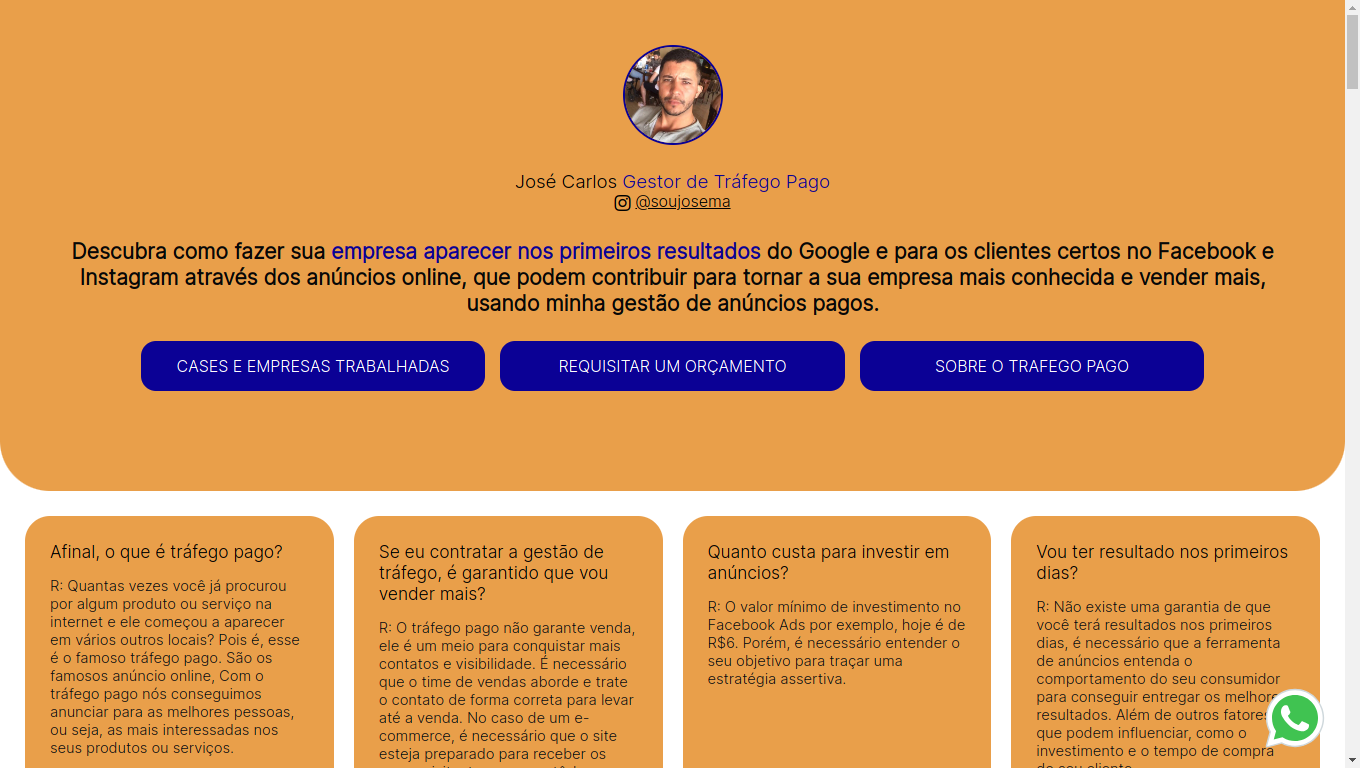 José Carlos Gestor de Tráfego Pago
@soujosema
Descubra como fazer sua empresa aparecer nos primeiros resultados do Google e para os clientes certos no Facebook e
Instagram através dos anúncios online, que podem contribuir para tornar a sua empresa mais conhecida e vender mais,
usando minha gestão de anúncios pagos.
CASES E EMPRESAS TRABALHADAS
REQUISITAR UM ORÇAMENTO
SOBRE O TRAFEGO PAGO
Afinal, o que é tráfego pago?
R: Quantas vezes você já procurou
por algum produto ou serviço na
internet e ele começou a aparecer
em vários outros locais? Pois é, esse
é o famoso tráfego pago. São os
famosos anúncio online, Com o
tráfego pago nós conseguimos
anunciar para as melhores pessoas,
ou seja, as mais interessadas nos
seus produtos ou serviços.
Se eu contratar a gestão de
tráfego, é garantido que vou
vender mais?
R: O tráfego pago não garante venda,
ele é um meio para conquistar mais
contatos e visibilidade. É necessário
que o time de vendas aborde e trate
o contato de forma correta para levar
até a venda. No caso de um e-
commerce, é necessário que o site
esteja preparado para receber os
Quanto custa para investir em
anúncios?
R: O valor mínimo de investimento no
Facebook Ads por exemplo, hoje é de
R$6. Porém, é necessário entender o
seu objetivo para traçar uma
estratégia assertiva.
Vou ter resultado nos primeiros
dias?
R: Não existe uma garantia de que
você terá resultados nos primeiros
dias, é necessário que a ferramenta
de anúncios entenda o
comportamento do seu consumidor
para conseguir entregar os melhores
resultados. Além de outros fatores
que podem influenciar, como o
investimento e o tempo de compra
do seu cliente